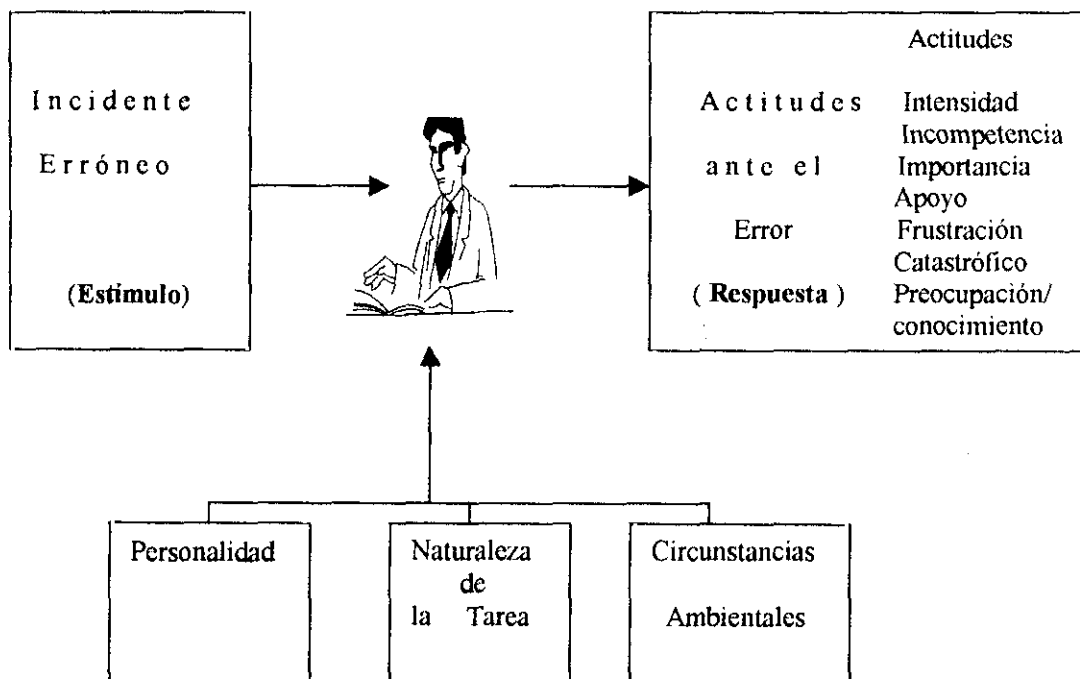 Incidente
Erróneo
(Estímulo)
Actitudes
Actitudes Intensidad
Incompetencia
ante el Importancia
Apoyo
Error Frustración
Catastrófico
( Respuesta ) Preocupación/
conocimiento
Personalidad
Naturaleza
de
la Tarea
Circunstancias
Ambientales